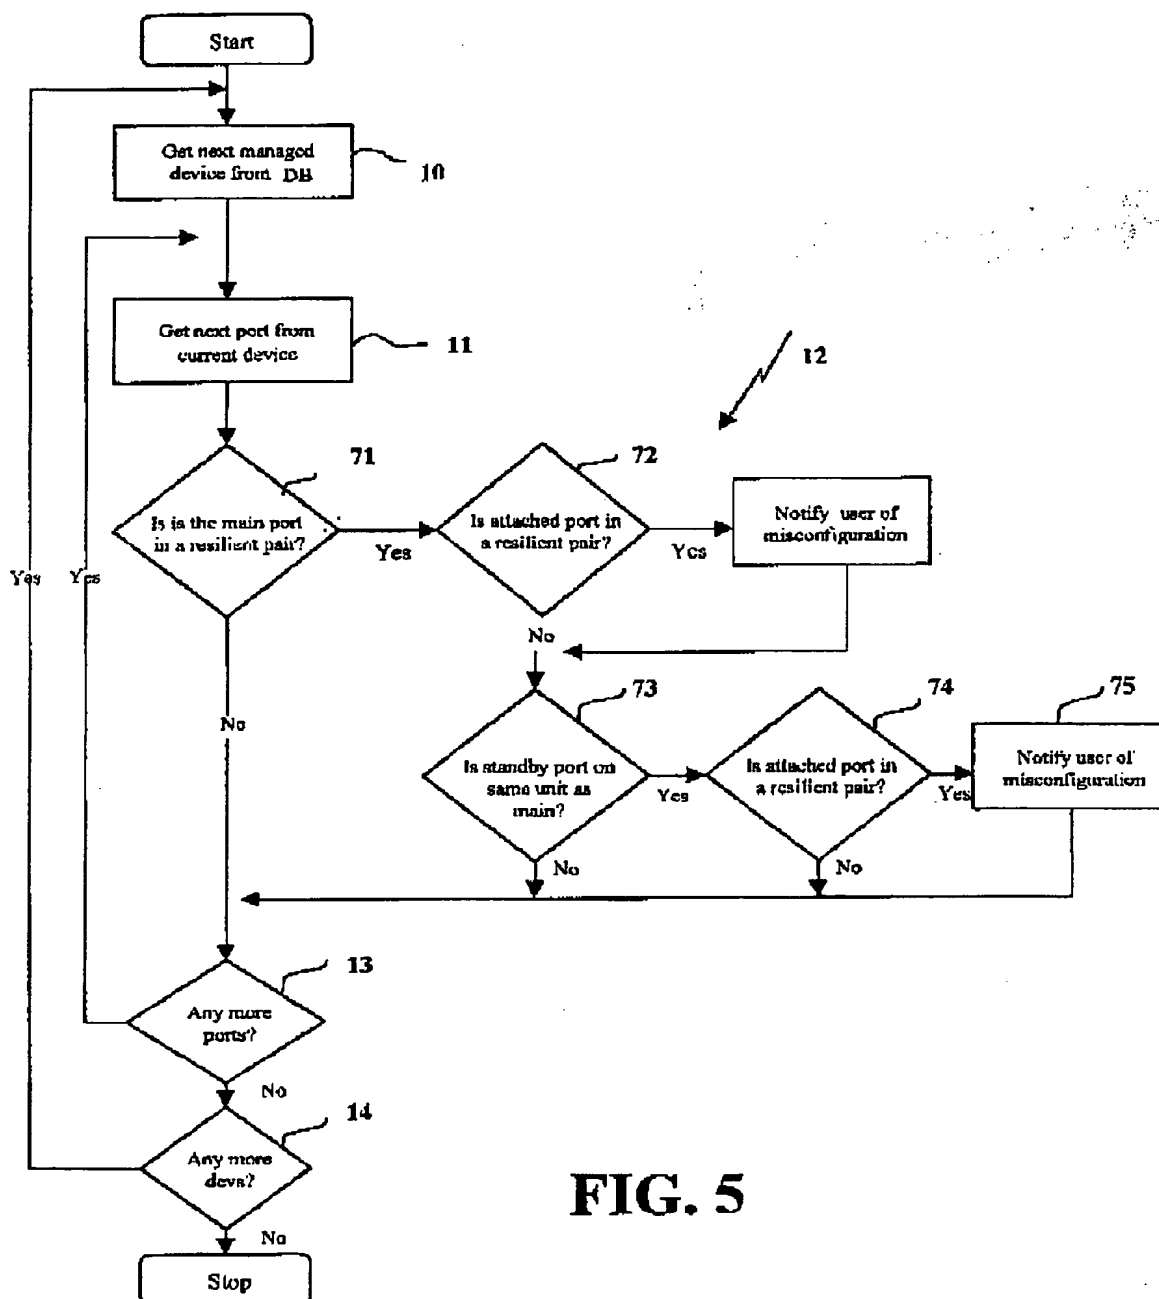 Start
Get next managed
device from DB
10
Get next port from
current device
11
12
71
72
Is is the main port
in a resilient pair?
Yes
Is attached port in
a resilient pair?
Yes
Notify user of
misconfiguration
Yes
Yes
No
73
74
75
No
Is standby port on
same unit as
main?
Yes
Is attached port in
a resilient pair?
Yes
Notify user of
misconfiguration
No
No
13
Any more
ports?
No
14
Any more
devs?
No
Stop
FIG. 5